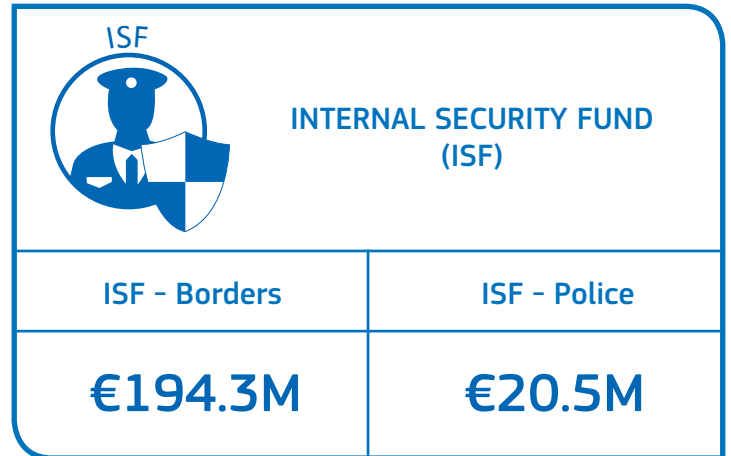 ISF
INTERNAL SECURITY FUND
(ISF)
ISF - Borders
ISF - Police
€194.3M
€20.5M